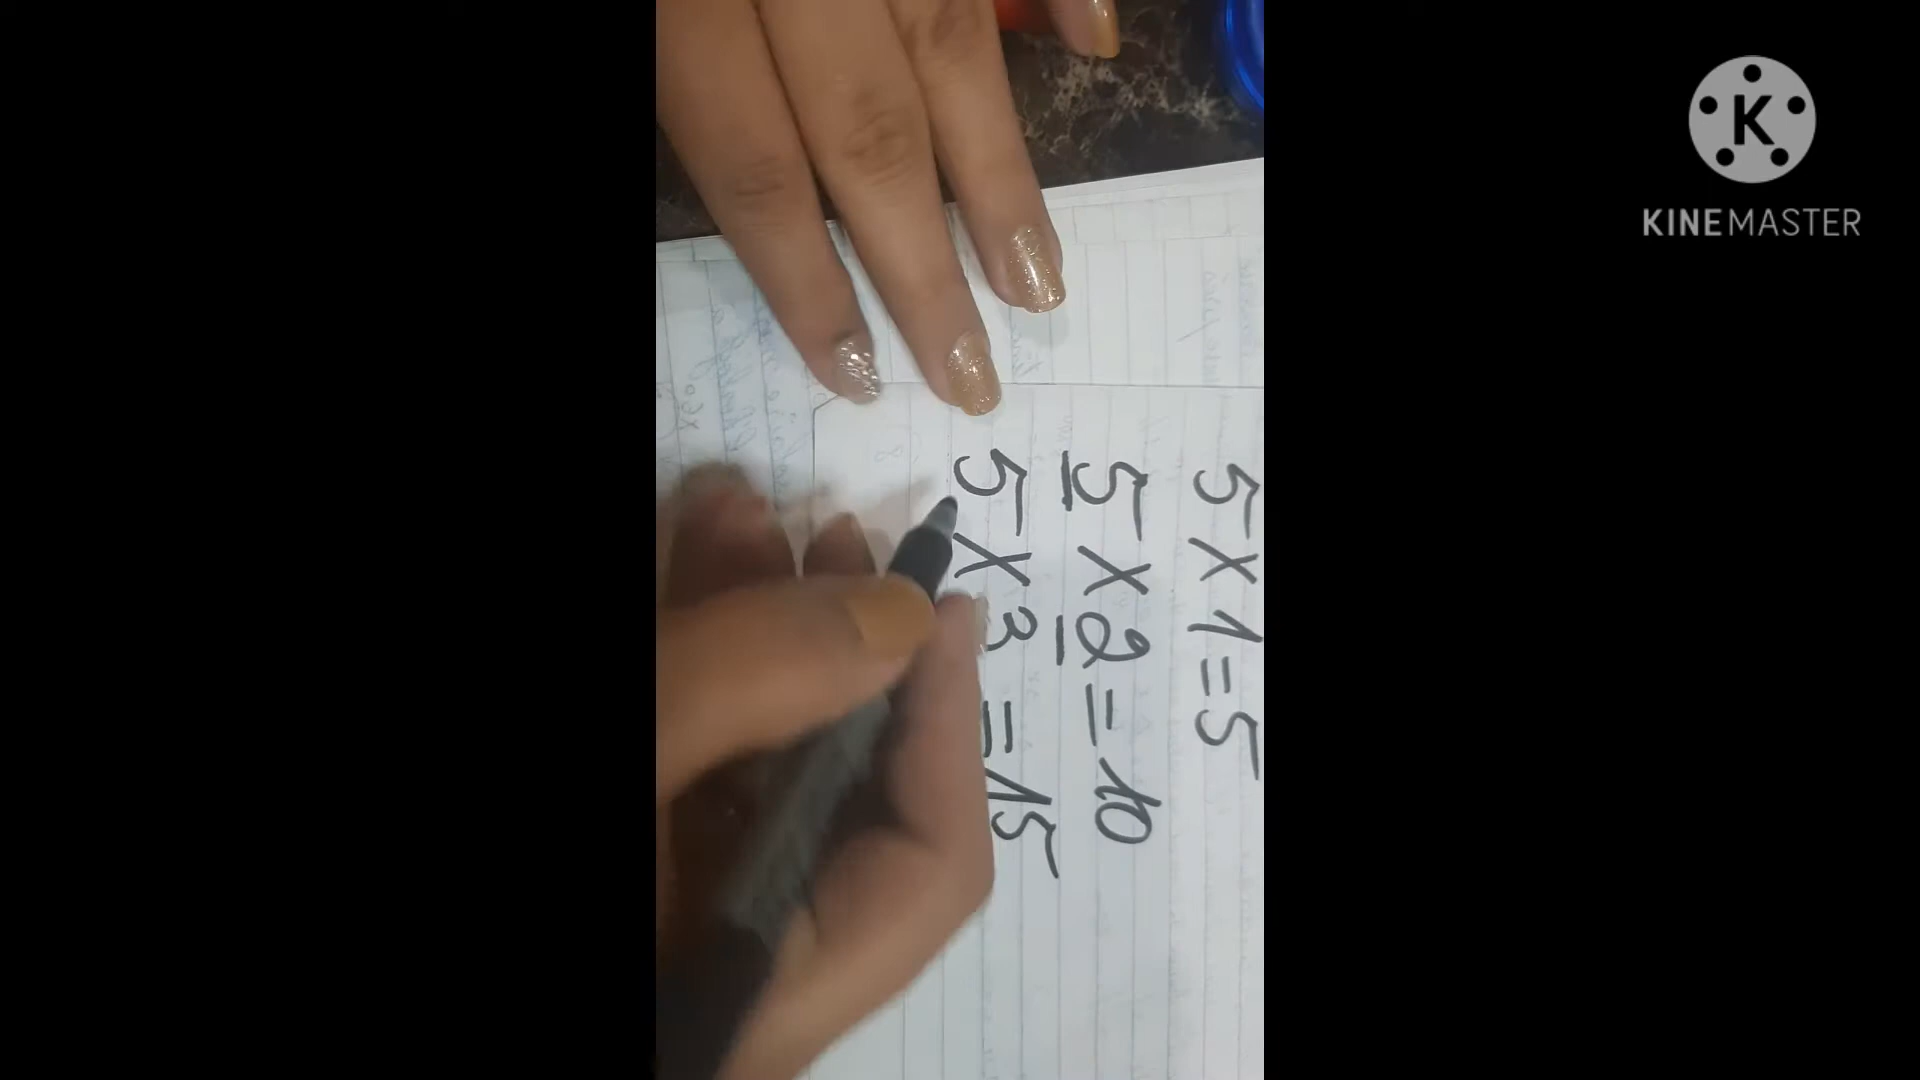 5 x 1 = 5
5 x 2 = 10
5 x 3 = 15
KINEMASTER